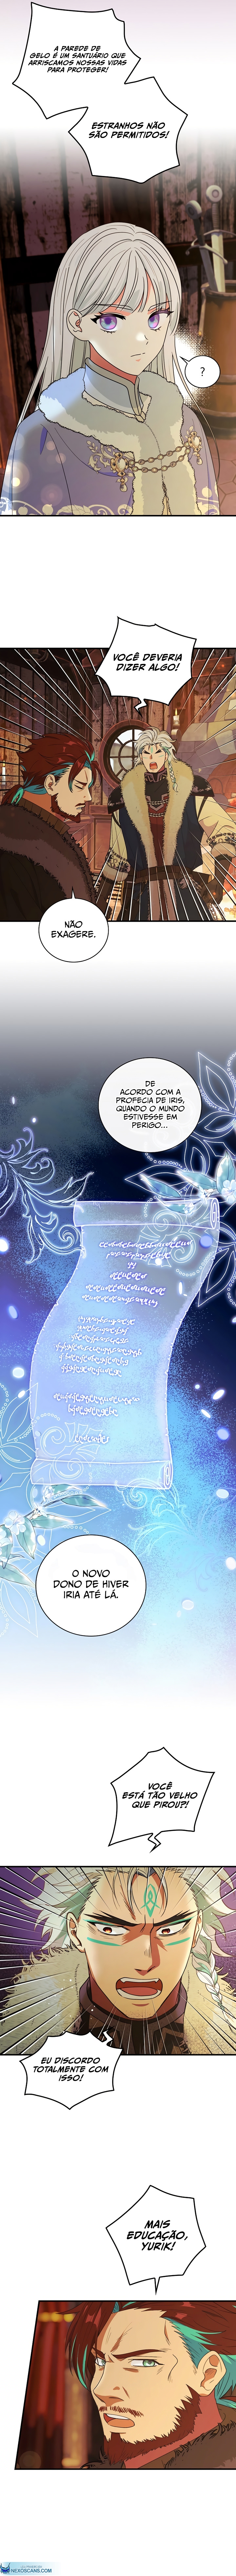 A PAREDE DE
GELO É UM SANTUÁRIO QUE
ARRISCAMOS NOSSAS VIDAS
PARA PROTEGER!
ESTRANHOS NÃO
SÃO PERMITIDOS!
?
VOCÊ DEVERIA
DIZER ALGO!
NÃO
EXAGERE.
DE
ACORDO COM A
PROFECIA DE IRIS,
QUANDO O MUNDO
ESTIVESSE EM
PERIGO...
O NOVO
DONO DE HIVER
IRIA ATÉ LÁ.
VOCÊ
ESTÁ TÃO VELHO
QUE PIROU?!
EU DISCORDO
TOTALMENTE COM
ISSO!
MAIS
EDUCAÇÃO,
YURIK!
NEXOSCANS.COM